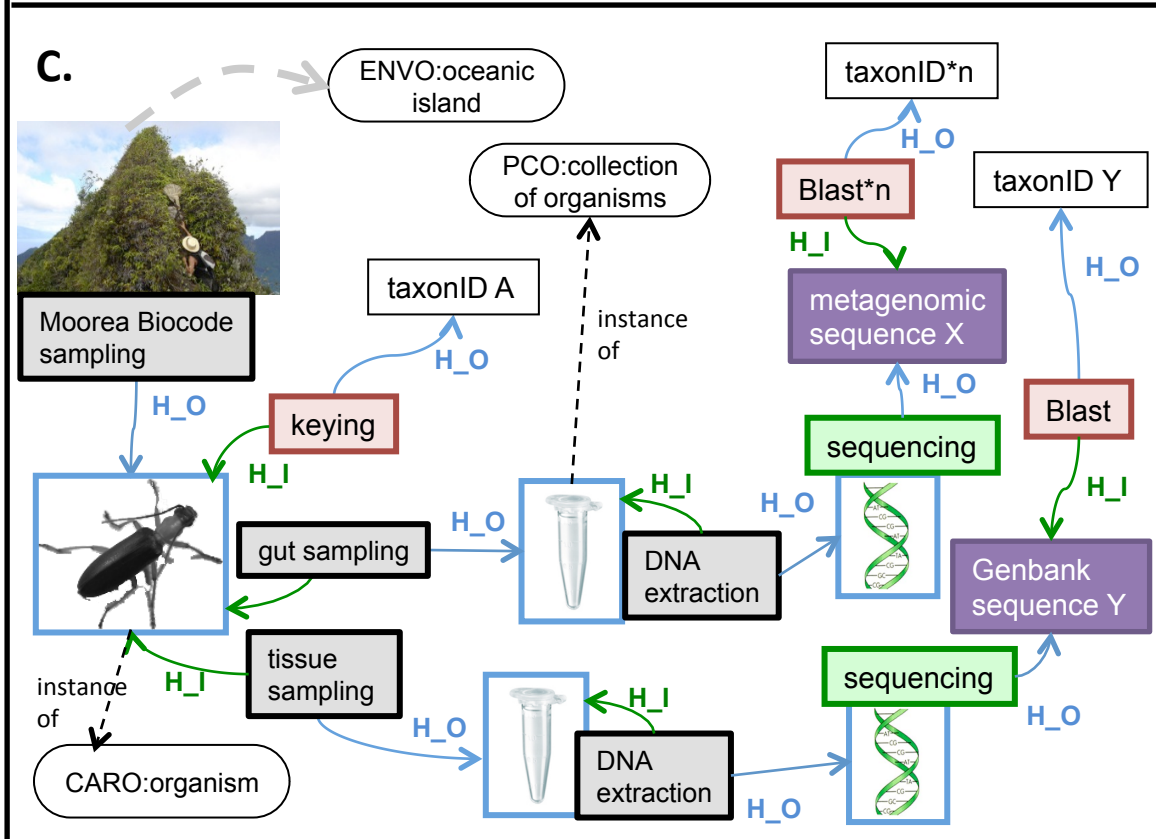 C.
ENVO:oceanic
island
taxonID*n
H_O
PCO:collection
of organisms
Blast*n
taxonID Y
H_I
H_O
taxonID A
metagenomic
sequence X
instance
of
Moorea Biocode
sampling
H_O
H_O
H_O
keying
Blast
H_I
sequencing
H_I
H_I
H_O
H_O
gut sampling
DNA
extraction
Genbank
sequence Y
tissue
sampling
H_I
instance
of
H_I
sequencing
H_O
H_O
CARO:organism
DNA
extraction
H_O